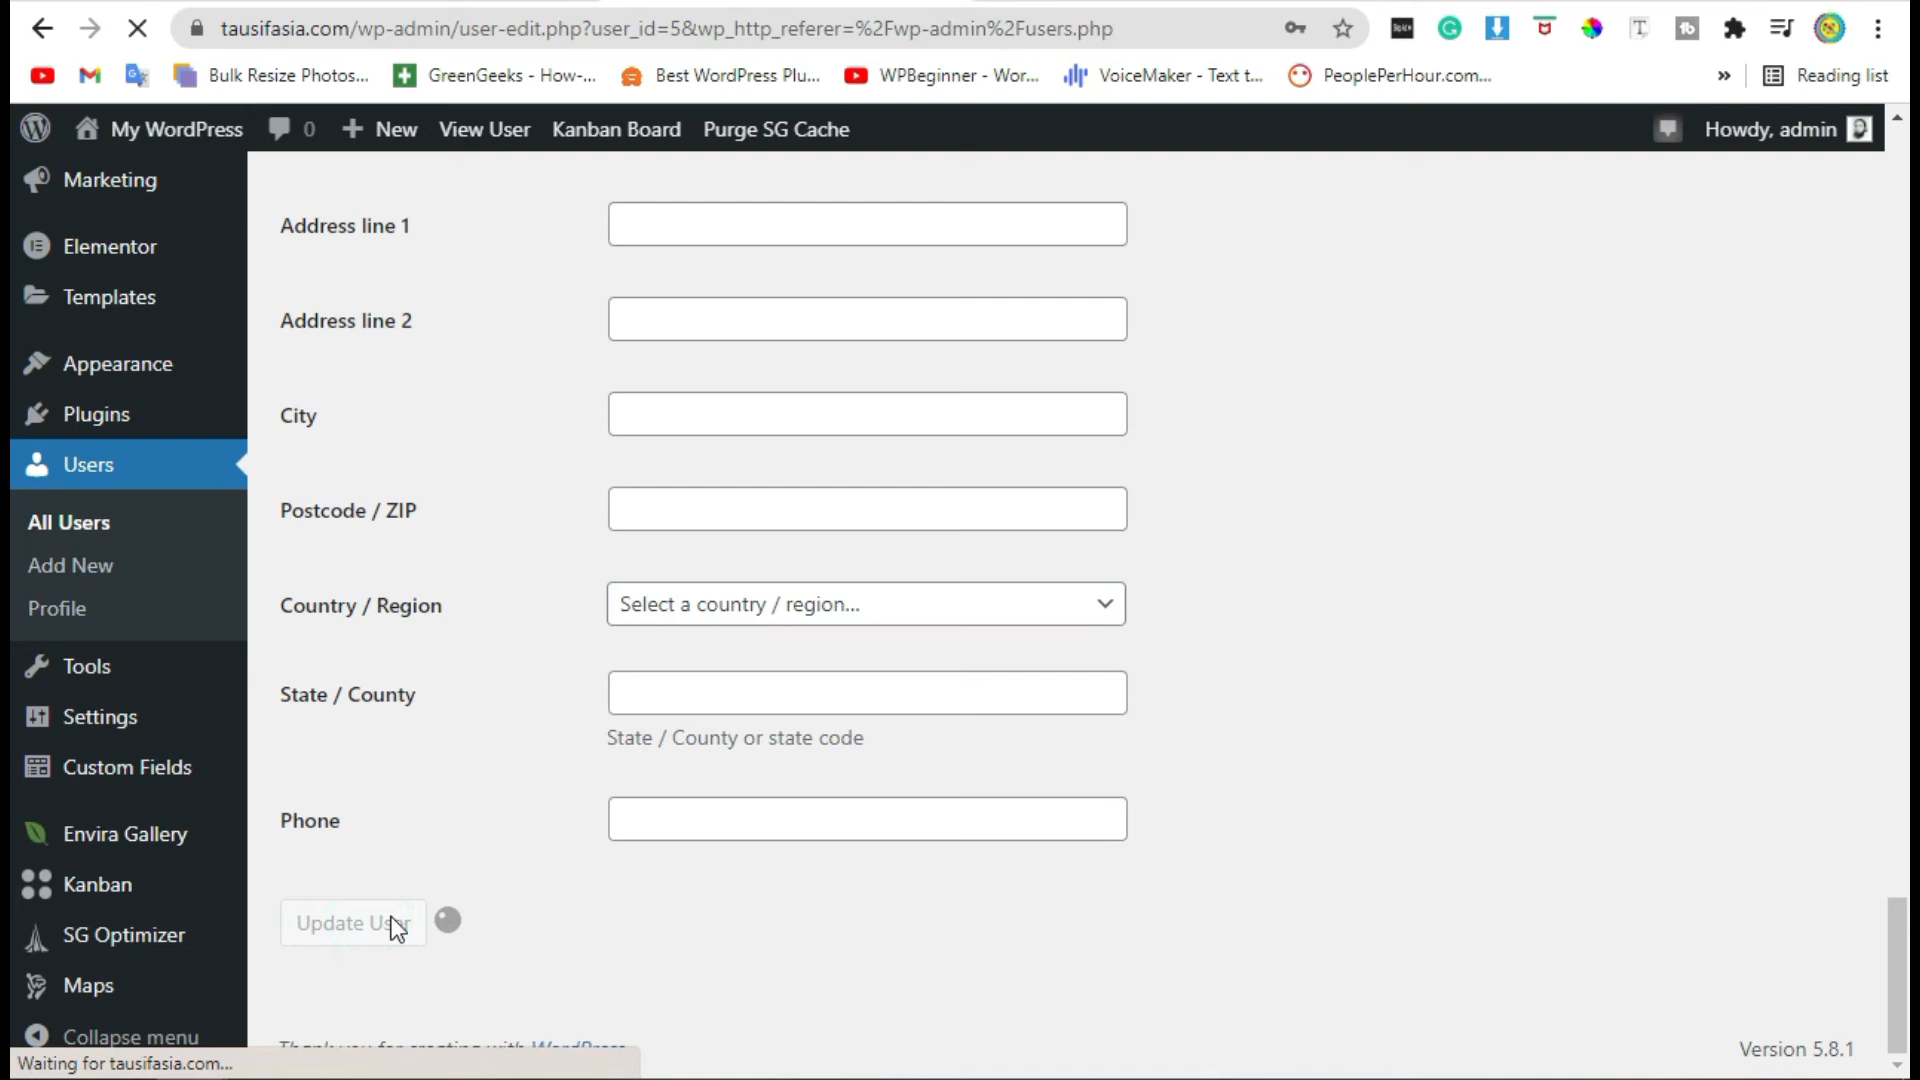 tausifasia.com/wp-admin/user-edit.php?user_id=5&wp_http_referer=%2Fwp-admin%2Fusers.php
Bulk Resize Photos... GreenGeeks - How-... Best WordPress Plu... WPBeginner - Wor... VoiceMaker - Text t... PeoplePerHour.com... » Reading list
My WordPress 0 + New View User Kanban Board Purge SG Cache Howdy, admin
Marketing
Elementor
Templates
Appearance
Plugins
Users
All Users
Add New
Profile
Tools
Settings
Custom Fields
Envira Gallery
Kanban
SG Optimizer
Maps
Collapse menu
Address line 1
Address line 2
City
Postcode / ZIP
Country / Region Select a country / region...
State / County
State / County or state code
Phone
Update User
Thank you for creating with WordPress
Version 5.8.1
Waiting for tausifasia.com...